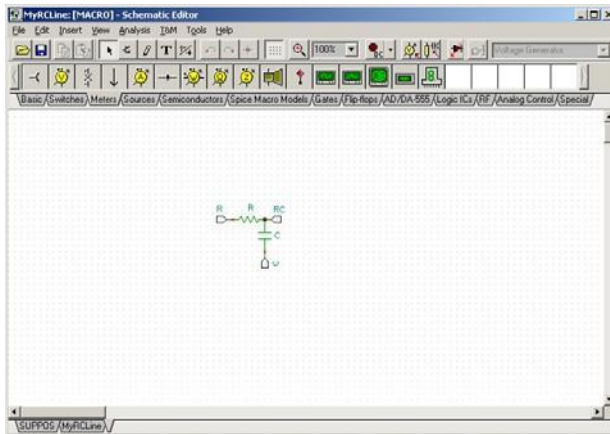 MyRCLine: [MACRO] - Schematic Editor
File Edit Insert View Analysis T&M Tools Help
100%
Voltage Generator
Basic Switches Meters Sources Semiconductors Spice Macro Models Gates Flip-flops AD/DA-555 Logic ICs RF Analog Control Special
R R RC
C
SUPPOS MyRCLine